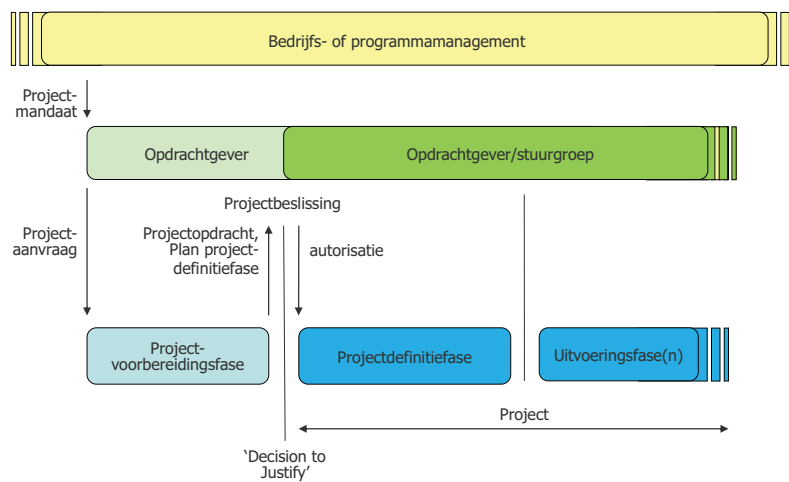 Bedrijfs- of programmamanagement
Project-
mandaat
Opdrachtgever
Opdrachtgever/stuurgroep
Projectbeslissing
Project-
aanvraag
Projectopdracht,
Plan project-
definitiefase
autorisatie
Project-
voorbereidingsfase
Projectdefinitiefase
Uitvoeringsfase(n)
Project
‘Decision to
Justify’